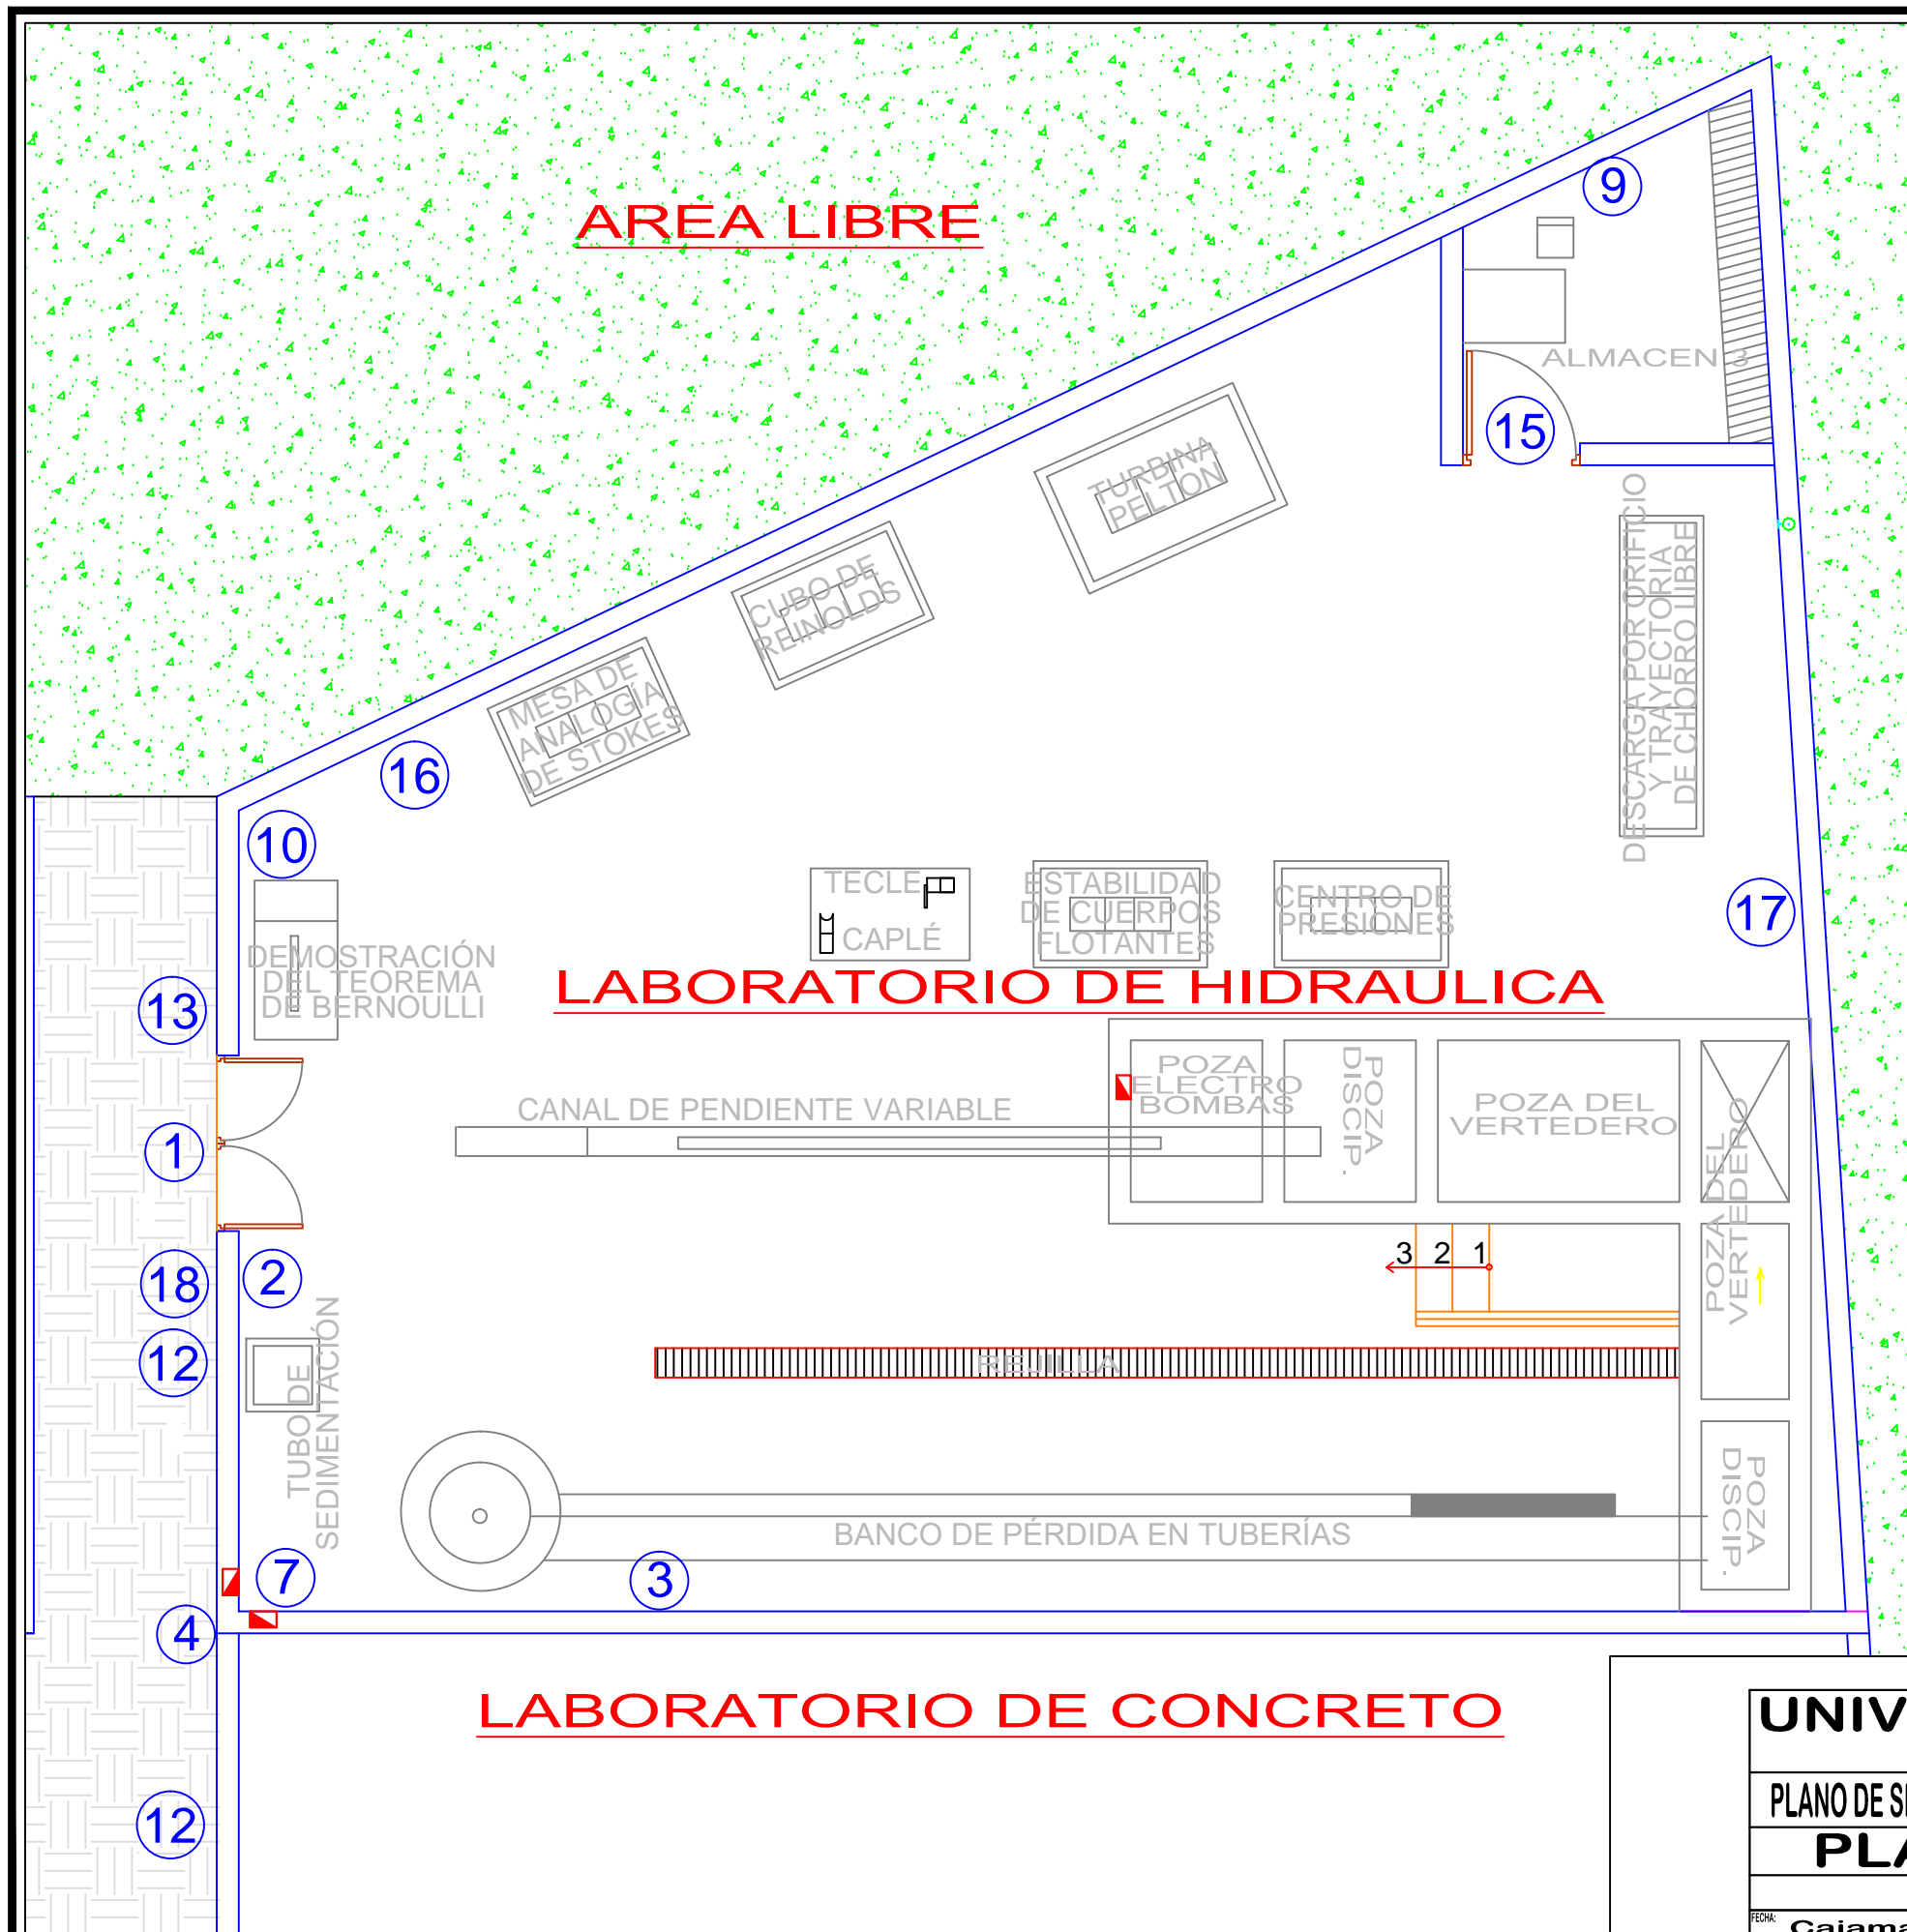 9
AREA LIBRE
ALMACEN 3
15
TURBINA
PELTON
CUBO DE
REINOLDS
MESA DE
ANALOGÍA
DE STOKES
DESCARGA POR ORIFICIO
Y TRAYECTORIA
DE CHORRO LIBRE
16
10
TECLE
CAPLÉ
ESTABILIDAD
DE CUERPOS
FLOTANTES
CENTRO DE
PRESIONES
17
DEMOSTRACIÓN
DEL TEOREMA
DE BERNOULLI
LABORATORIO DE HIDRAULICA
13
POZA
ELECTRO
BOMBAS
POZA
DISCIP.
POZA DEL
VERTEDERO
POZA DEL
VERTEDERO
CANAL DE PENDIENTE VARIABLE
1
3 2 1
18
2
12
TUBO DE
SEDIMENTACIÓN
REJILLA
POZA
DISCIP.
BANCO DE PÉRDIDA EN TUBERÍAS
7
3
4
LABORATORIO DE CONCRETO
UNIV
12
PLANO DE S
PLA
FECHA:
Cajama